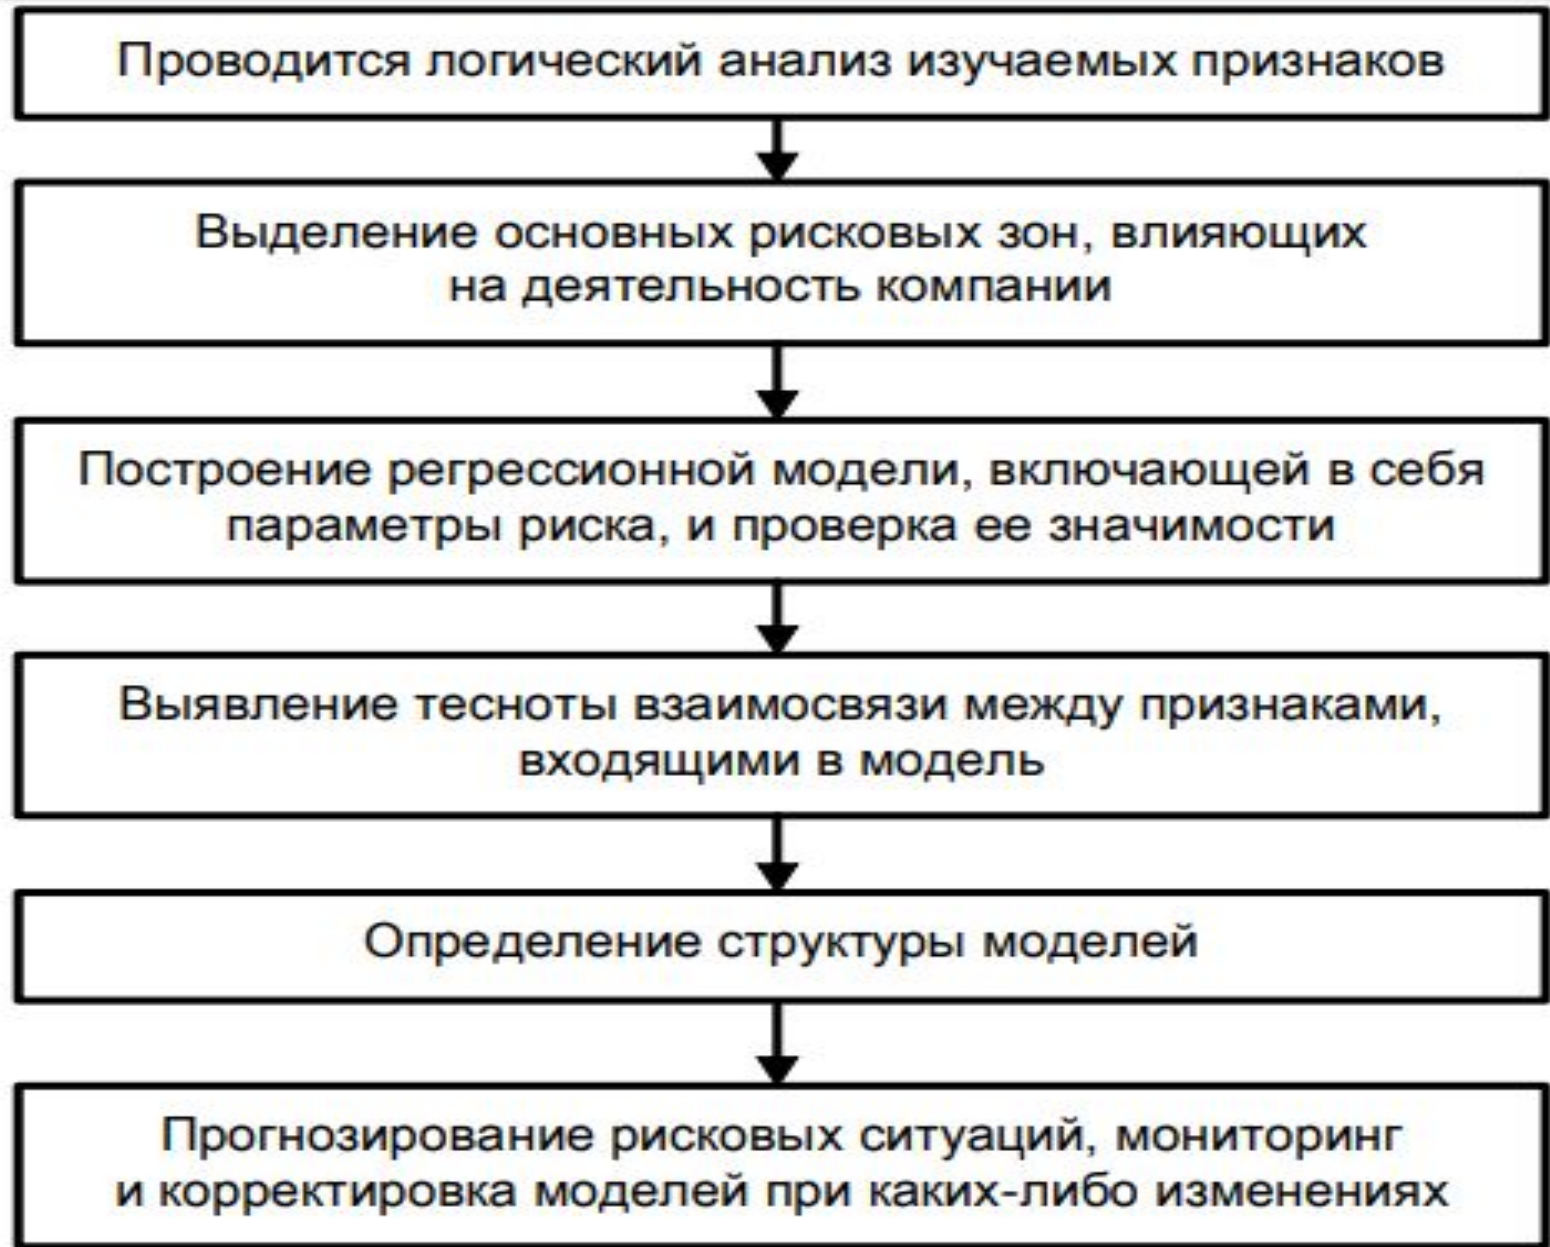 Проводится логический анализ изучаемых признаков
Выделение основных рисковых зон, влияющих
на деятельность компании
Построение регрессионной модели, включающей в себя
параметры риска, и проверка ее значимости
Выявление тесноты взаимосвязи между признаками,
входящими в модель
Определение структуры моделей
Прогнозирование рисковых ситуаций, мониторинг
и корректировка моделей при каких-либо изменениях